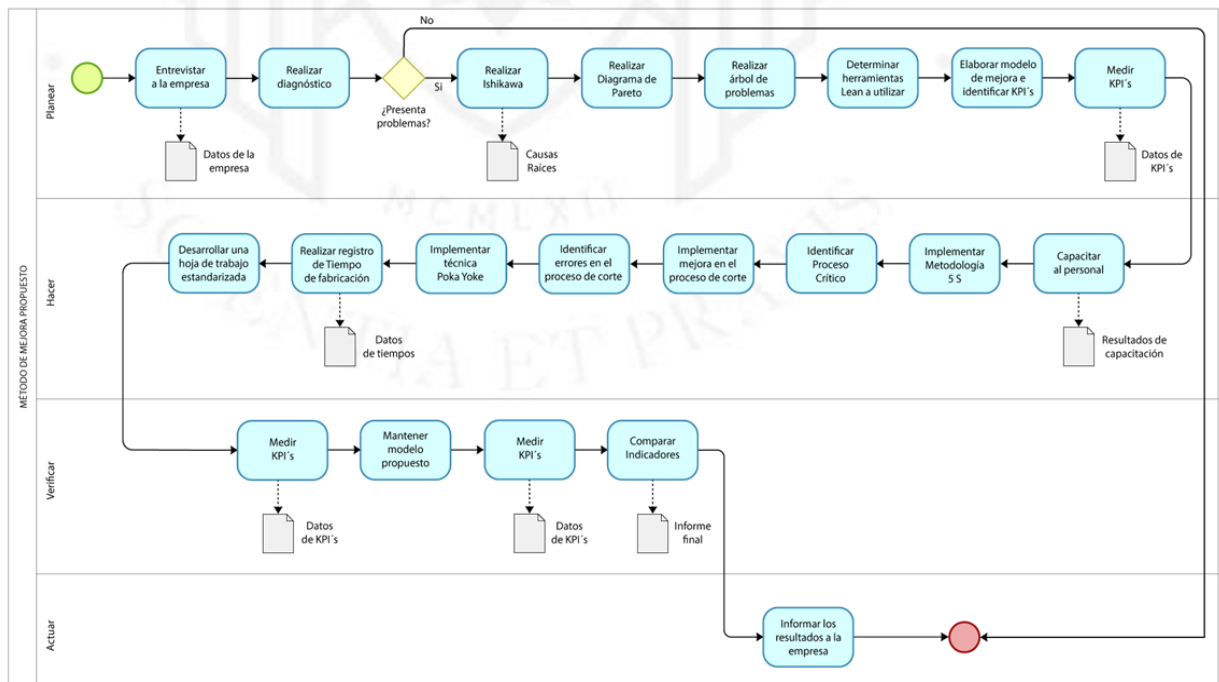 MÉTODO DE MEJORA PROPUESTO
Planear
No
Entrevistar
a la empresa
Realizar
diagnóstico
¿Presenta
problemas?
Si
Realizar
Ishikawa
Realizar
Diagrama de
Pareto
Realizar
árbol de
problemas
Determinar
herramientas
Lean a utilizar
Elaborar modelo
de mejora e
identificar KPI´s
Medir
KPI´s
Datos de la
empresa
Causas
Raíces
Datos de
KPI´s
MCMLXII
Hacer
Desarrollar una
hoja de trabajo
estandarizada
Realizar registro
de Tiempo
de fabricación
Implementar
técnica
Poka Yoke
Identificar
errores en el
proceso de corte
Implementar
mejora en el
proceso de corte
Identificar
Proceso
Crítico
Implementar
Metodología
5 S
Capacitar
al personal
Datos
de tiempos
Resultados de
capacitación
SCIENTIA ET PRAXIS
Verificar
Medir
KPI´s
Mantener
modelo
propuesto
Medir
KPI´s
Comparar
Indicadores
Datos
de KPI´s
Datos
de KPI´s
Informe
final
Actuar
Informar los
resultados a la
empresa